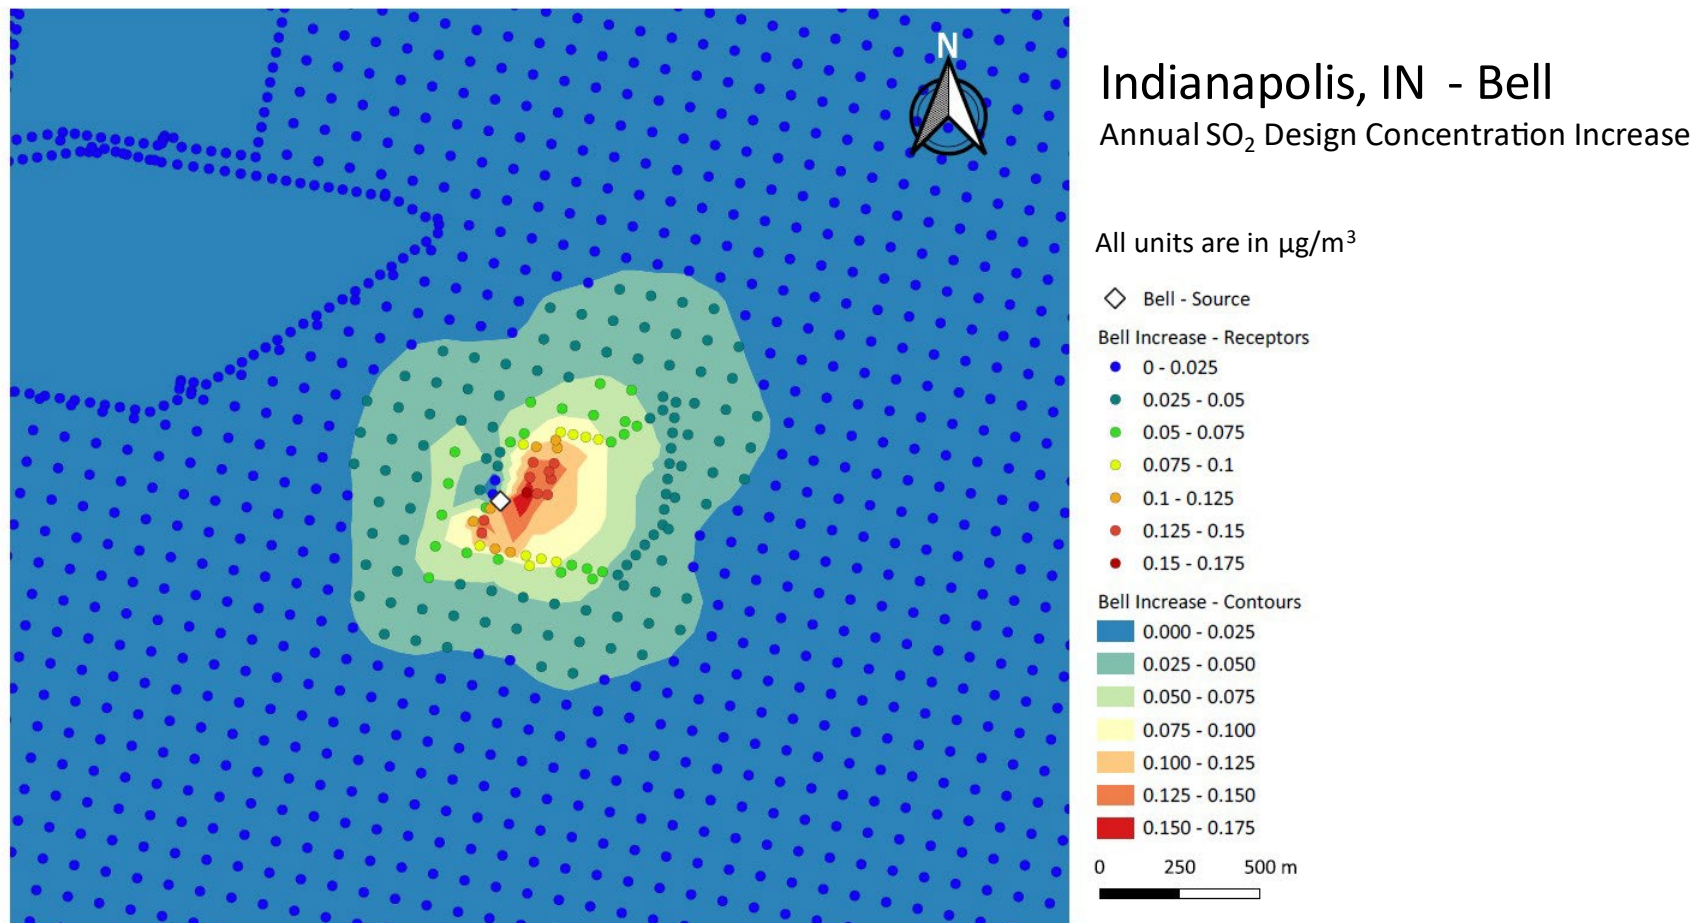 N
Indianapolis, IN - Bell
Annual SO₂ Design Concentration Increase
All units are in µg/m³
Bell - Source
Bell Increase - Receptors
0 - 0.025
0.025 - 0.05
0.05 - 0.075
0.075 - 0.1
0.1 - 0.125
0.125 - 0.15
0.15 - 0.175
Bell Increase - Contours
0.000 - 0.025
0.025 - 0.050
0.050 - 0.075
0.075 - 0.100
0.100 - 0.125
0.125 - 0.150
0.150 - 0.175
0 250 500 m